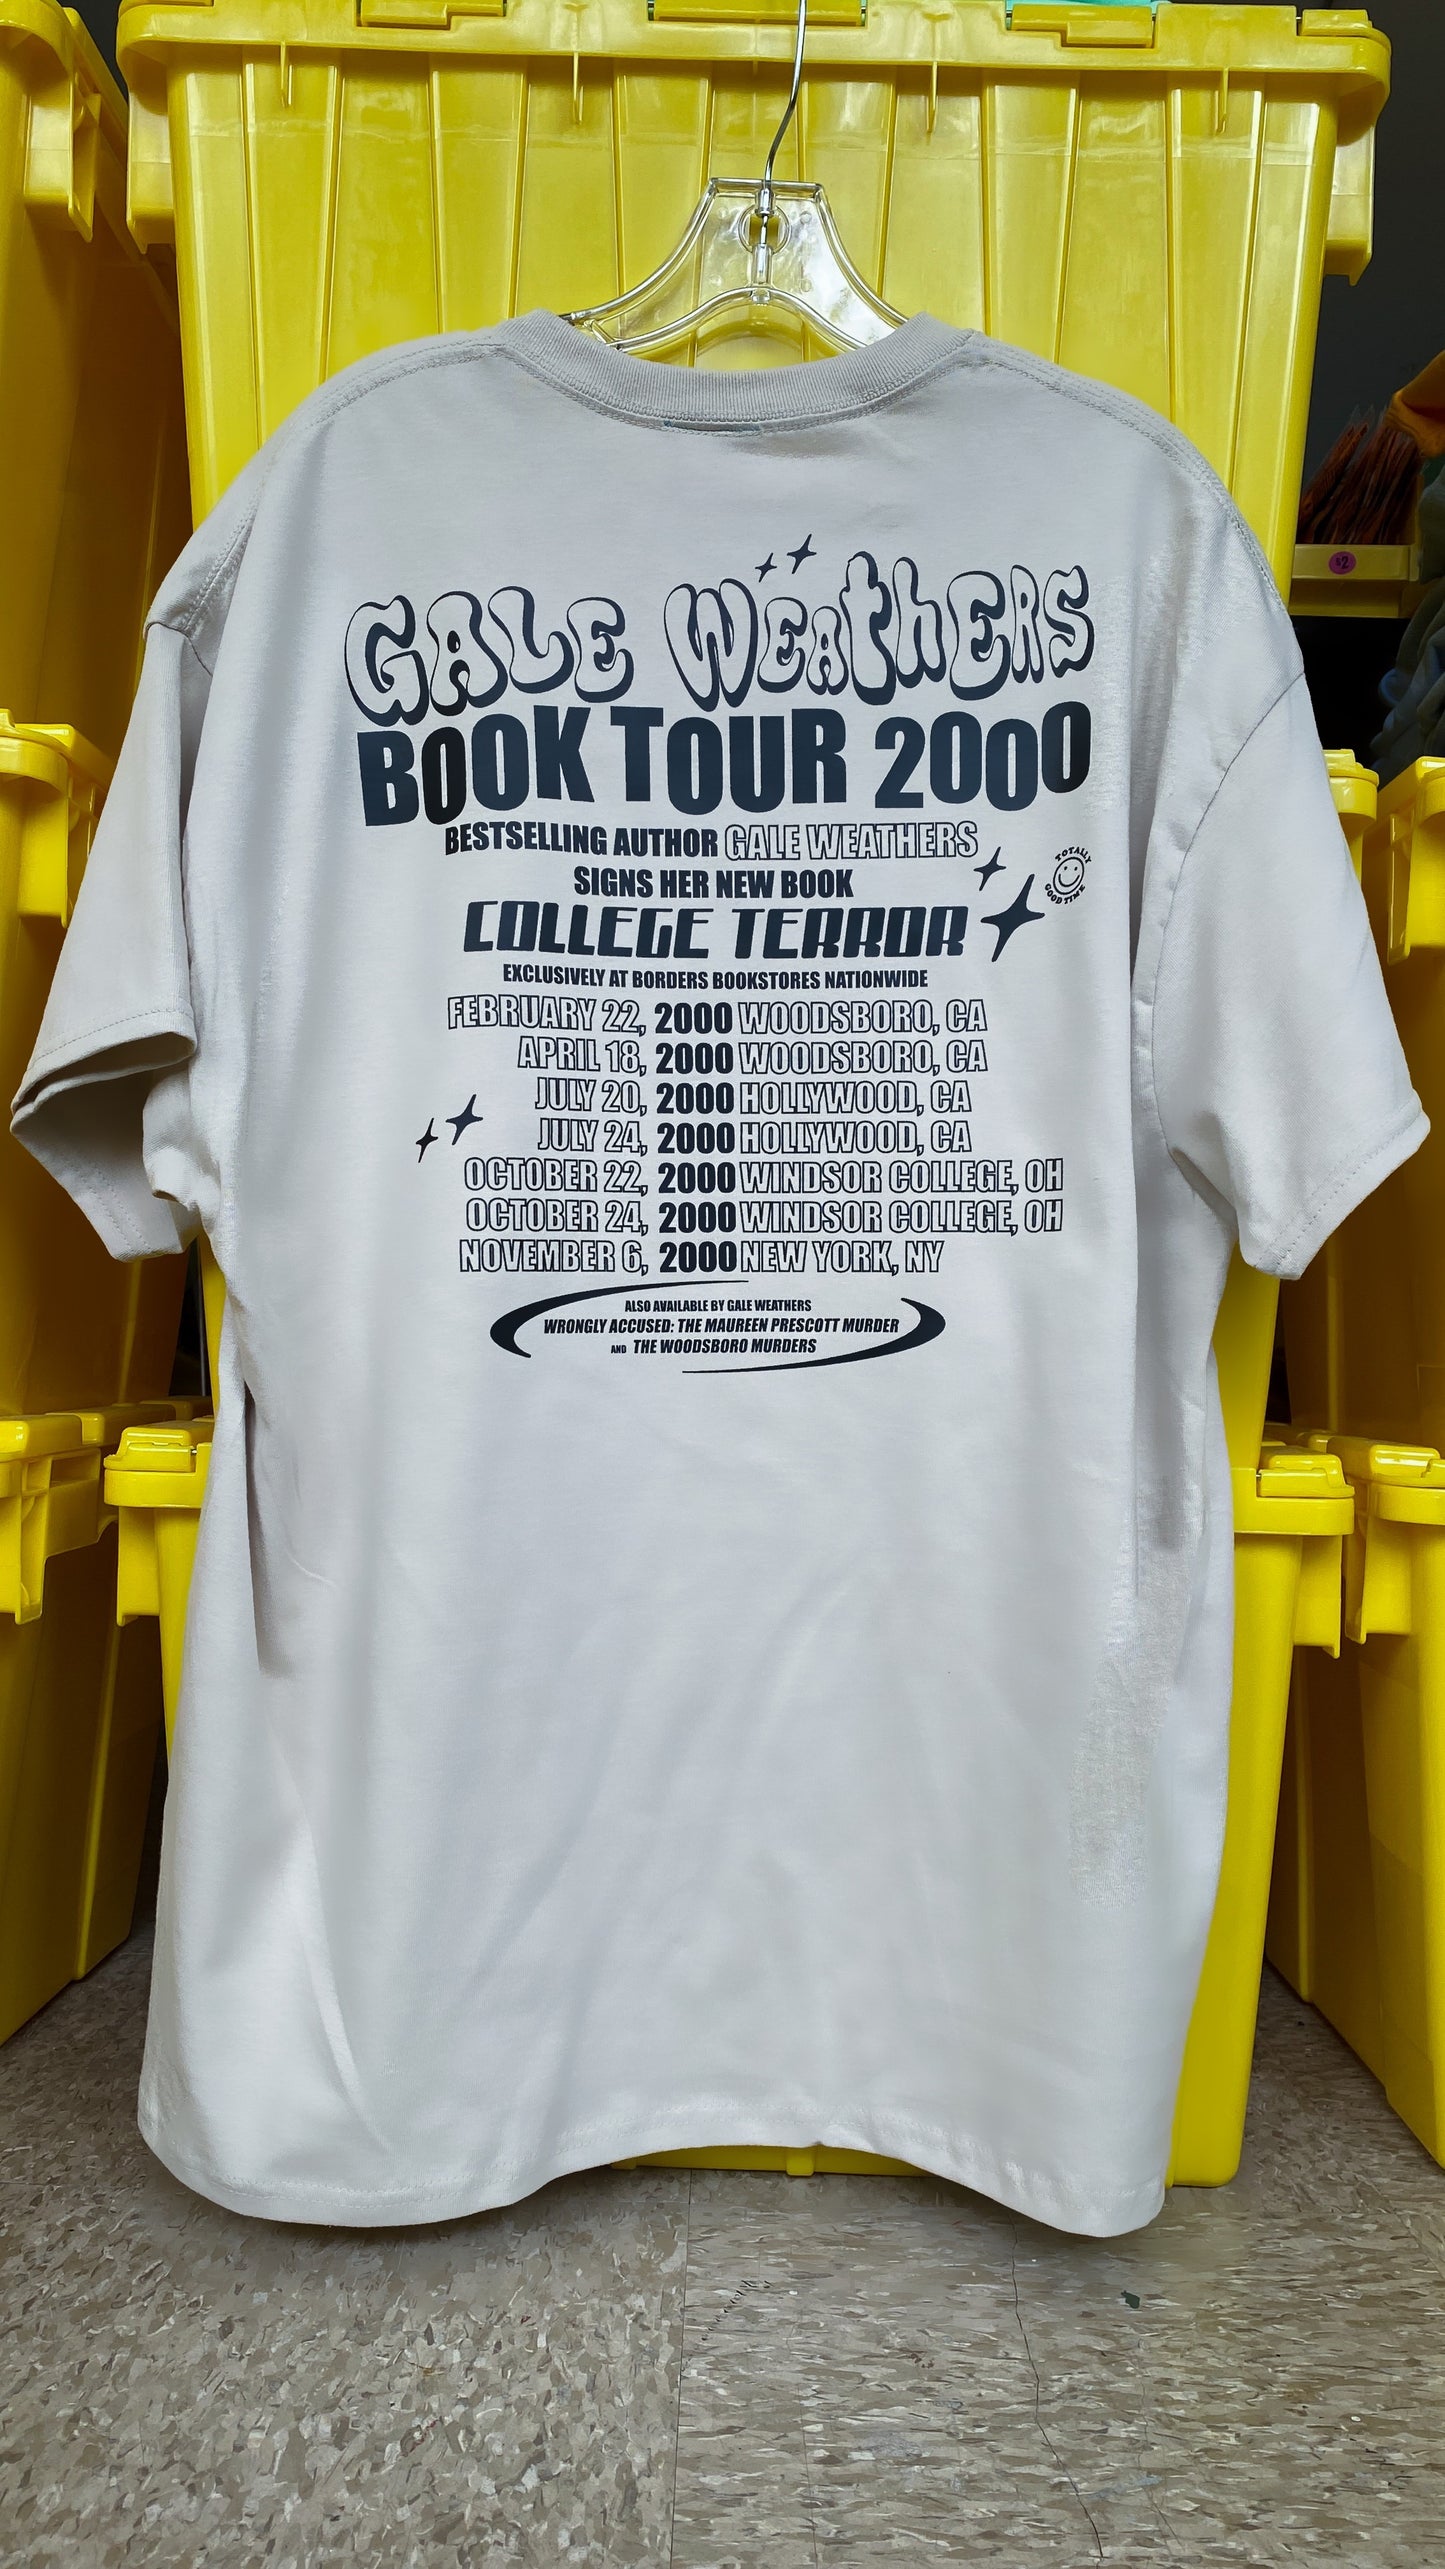 GALE WEATHERS
BOOK TOUR 2000
BESTSELLING AUTHOR GALE WEATHERS
SIGNS HER NEW BOOK
COLLEGE TERROR
TOTALLY
GOOD TIME
EXCLUSIVELY AT BORDERS BOOKSTORES NATIONWIDE
FEBRUARY 22, 2000 WOODSBORO, CA
APRIL 18, 2000 WOODSBORO, CA
JULY 20, 2000 HOLLYWOOD, CA
JULY 24, 2000 HOLLYWOOD, CA
OCTOBER 22, 2000 WINDSOR COLLEGE, OH
OCTOBER 24, 2000 WINDSOR COLLEGE, OH
NOVEMBER 6, 2000 NEW YORK, NY
ALSO AVAILABLE BY GALE WEATHERS
WRONGLY ACCUSED: THE MAUREEN PRESCOTT MURDER
AND THE WOODSBORO MURDERS
$2